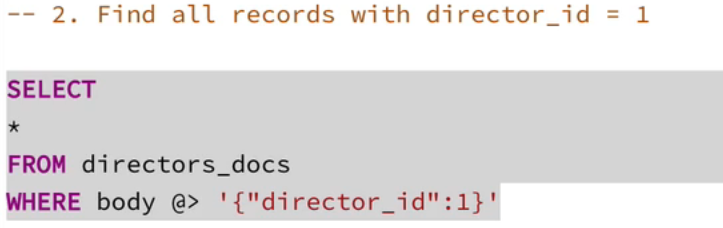 -- 2. Find all records with director_id = 1
SELECT
*
FROM directors_docs
WHERE body @> '{"director_id":1}'